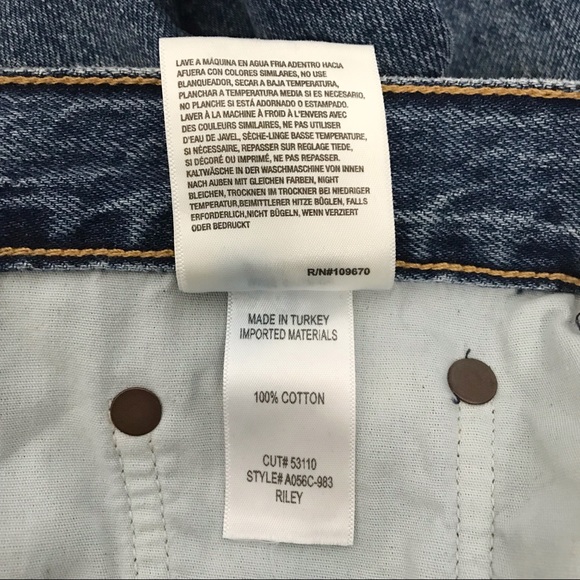 LAVE A MÁQUINA EN AGUA FRIA ADENTRO HACIA
AFUERA CON COLORES SIMILARES, NO USE
BLANQUEADOR, SECAR A BAJA TEMPERATURA,
PLANCHAR A TEMPERATURA MEDIA SI ES NECESARIO,
NO PLANCHE SI ESTÁ ADORNADO O ESTAMPADO.
LAVER À LA MACHINE À FROID À L'ENVERS AVEC
DES COULEURS SIMILAIRES, NE PAS UTILISER
D'EAU DE JAVEL, SÈCHE-LINGE BASSE TEMPÉRATURE,
SI NÉCESSAIRE, REPASSER SUR REGLAGE TIEDE,
SI DÉCORÉ OU IMPRIMÉ, NE PAS REPASSER.
KALTWÄSCHE IN DER WASCHMASCHINE VON INNEN
NACH AUßEN MIT GLEICHEN FARBEN, NIGHT
BLEICHEN, TROCKNEN IM TROCKNER BEI NIEDRIGER
TEMPERATUR,BEIMITTLERER HITZE BÜGLEN, FALLS
ERFORDERLICH,NICHT BÜGELN, WENN VERZIERT
ODER BEDRUCKT
R/N#109670
MADE IN TURKEY
IMPORTED MATERIALS
100% COTTON
CUT# 53110
STYLE# A056C-983
RILEY